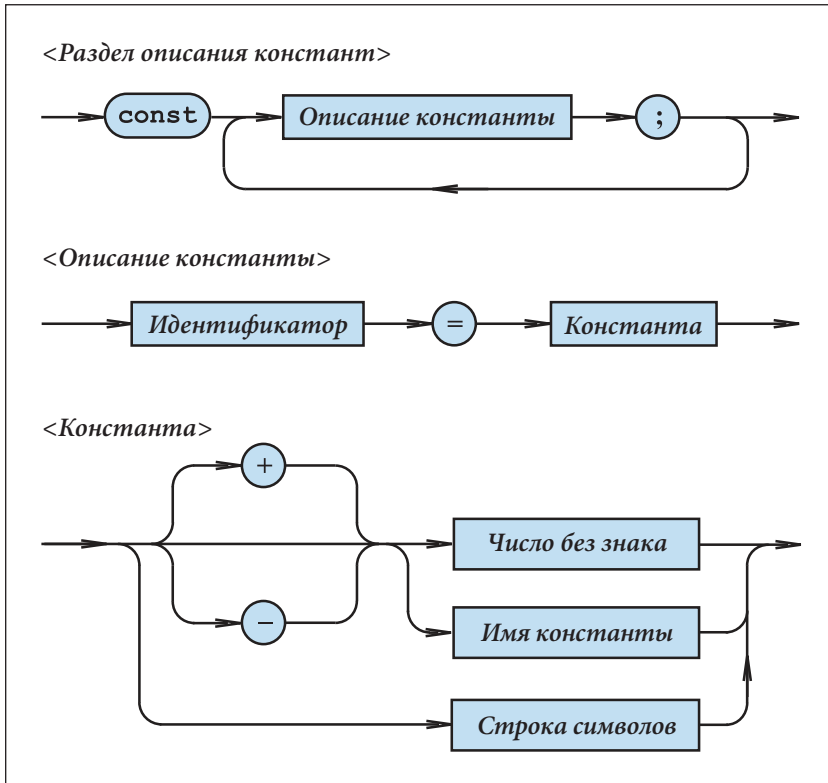 <Раздел описания констант>
const Описание константы ;
<Описание константы>
Идентификатор = Константа
<Константа>
+
Число без знака
−
Имя константы
Строка символов